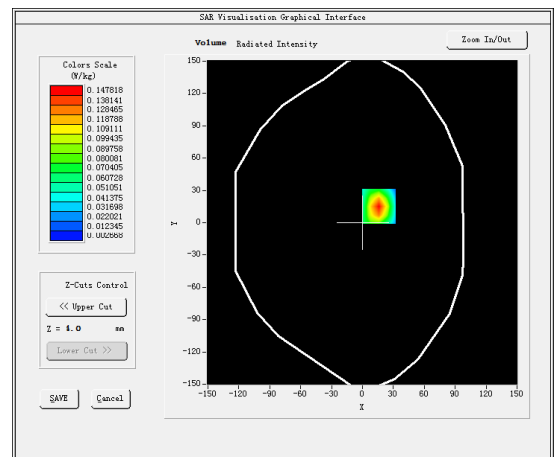 SAR Visualisation Graphical Interface
Volume Radiated Intensity
Zoom In/Out
Colors Scale
(W/kg)
0.147818
0.138141
0.128465
0.118788
0.109111
0.099435
0.089758
0.080081
0.070405
0.060728
0.051051
0.041375
0.031698
0.022021
0.012345
0.002668
Z-Cuts Control
<< Upper Cut
Z = 4.0 mm
Lower Cut >>
SAVE Cancel
150
120
90
60
30
0
-30
-60
-90
-120
-150
Y
-150 -120 -90 -60 -30 0 30 60 90 120 150
X